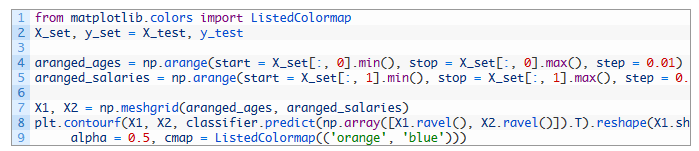 1 from matplotlib.colors import ListedColormap
2 X_set, y_set = X_test, y_test
3
4 aranged_ages = np.arange(start = X_set[:, 0].min(), stop = X_set[:, 0].max(), step = 0.01)
5 aranged_salaries = np.arange(start = X_set[:, 1].min(), stop = X_set[:, 1].max(), step = 0.
6
7 X1, X2 = np.meshgrid(aranged_ages, aranged_salaries)
8 plt.contourf(X1, X2, classifier.predict(np.array([X1.ravel(), X2.ravel()]).T).reshape(X1.sh
9 alpha = 0.5, cmap = ListedColormap(('orange', 'blue')))